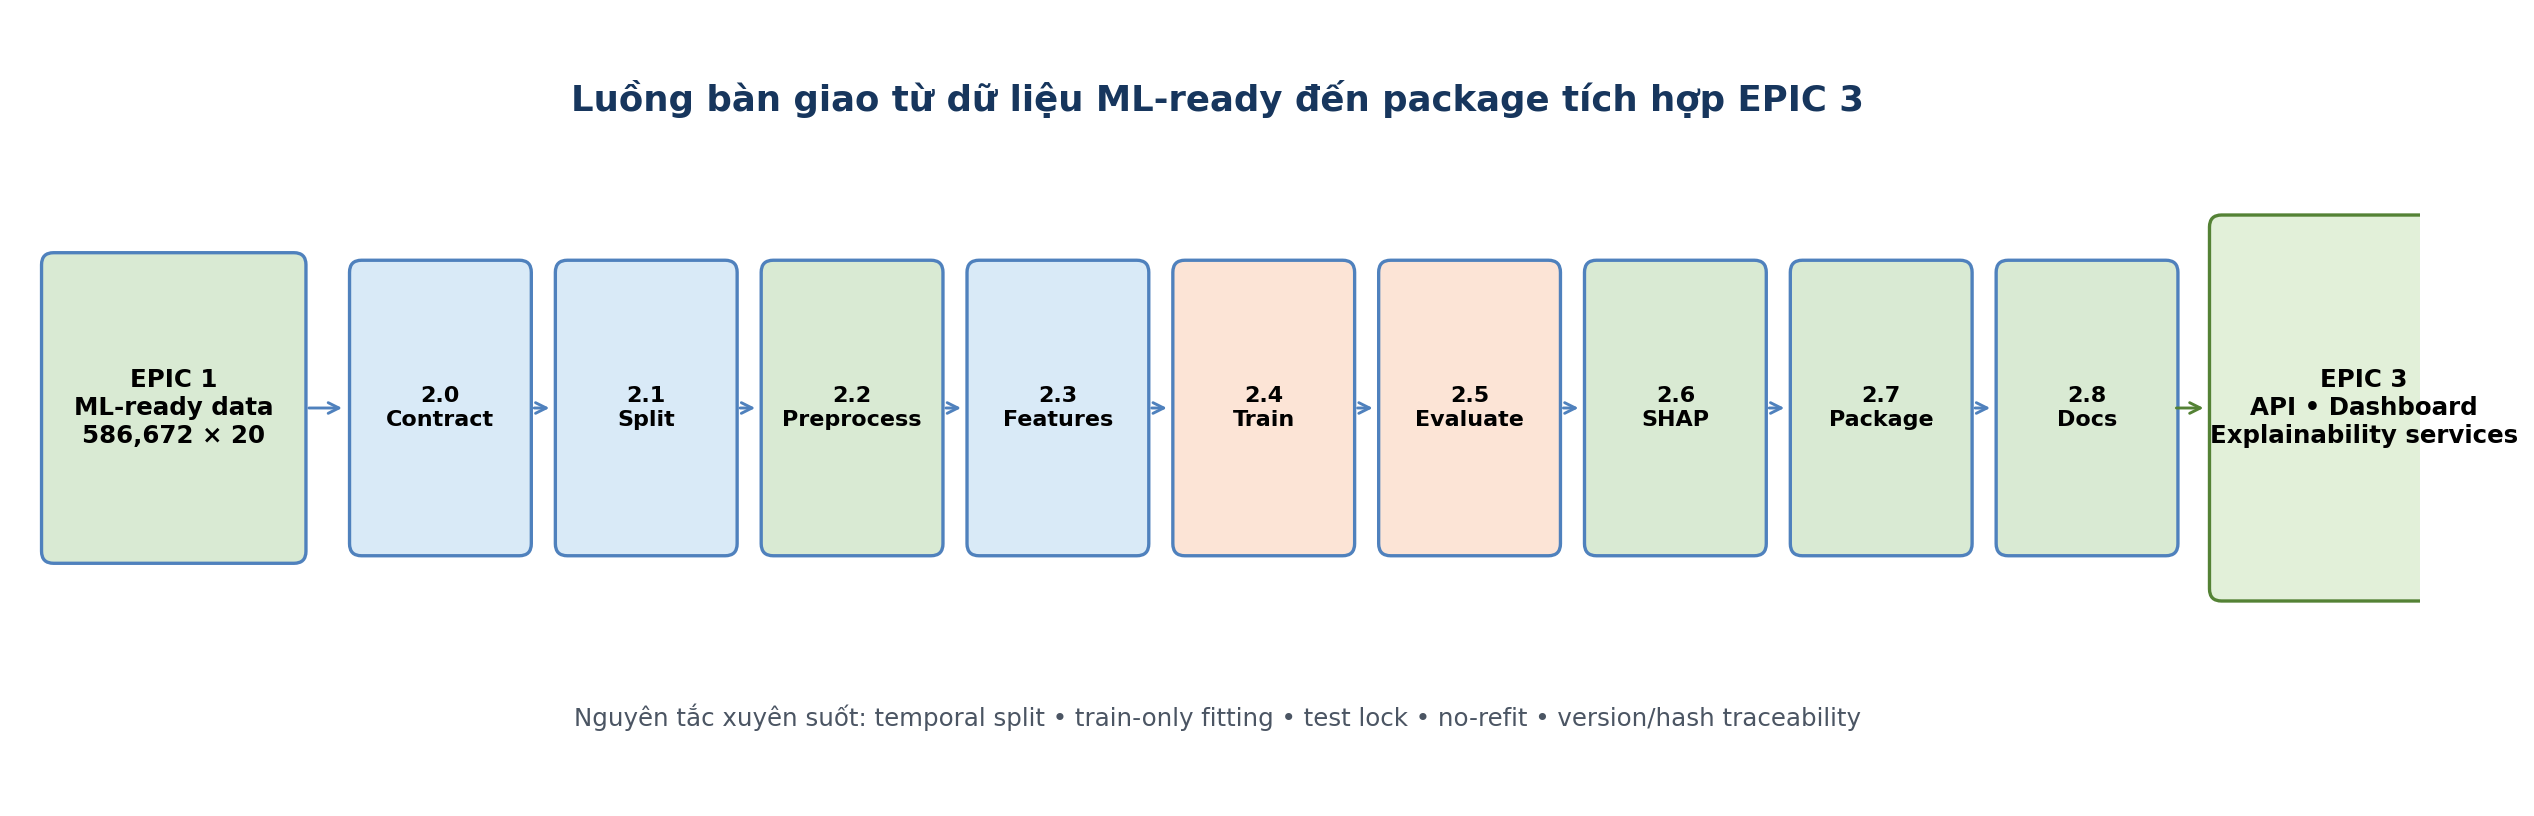 Luồng bàn giao từ dữ liệu ML-ready đến package tích hợp EPIC 3
EPIC 1
ML-ready data
586,672 × 20
2.0
Contract
2.1
Split
2.2
Preprocess
2.3
Features
2.4
Train
2.5
Evaluate
2.6
SHAP
2.7
Package
2.8
Docs
EPIC 3
API • Dashboard
Explainability services
Nguyên tắc xuyên suốt: temporal split • train-only fitting • test lock • no-refit • version/hash traceability